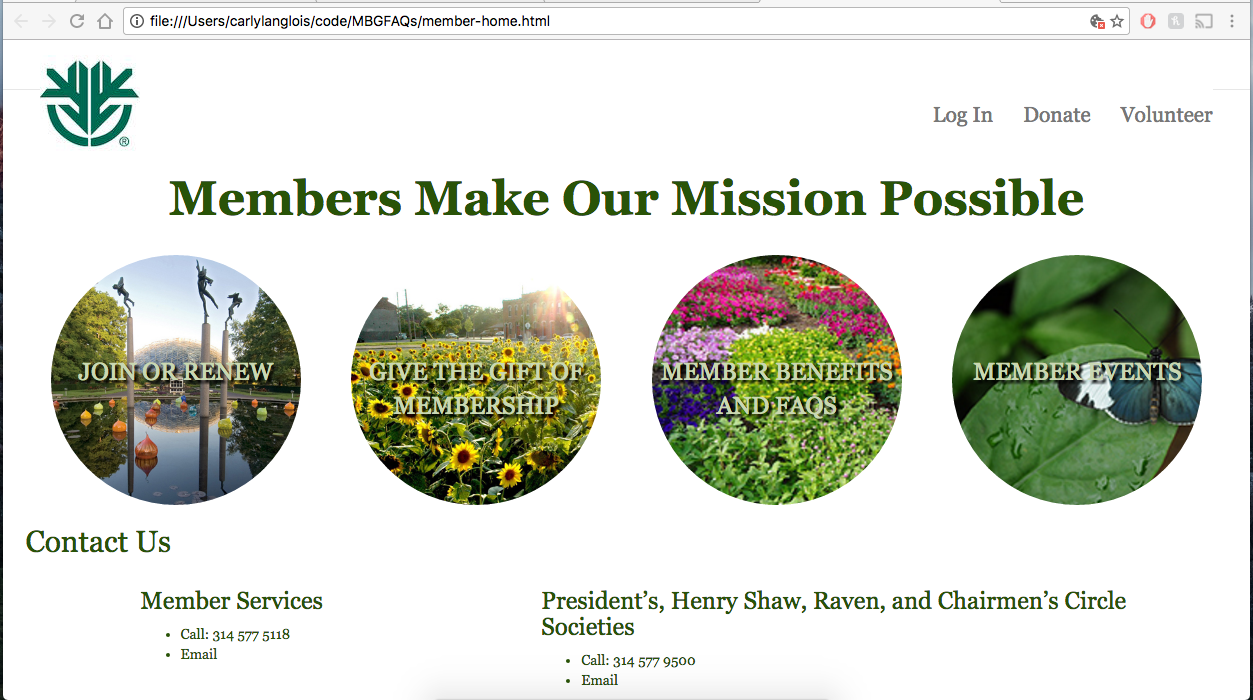 file:///Users/carlylanglois/code/MBGFAQs/member-home.html
®
Log In Donate Volunteer
Members Make Our Mission Possible
JOIN OR RENEW
GIVE THE GIFT OF
MEMBERSHIP
MEMBER BENEFITS
AND FAQS
MEMBER EVENTS
Contact Us
Member Services
• Call: 314 577 5118
• Email
President’s, Henry Shaw, Raven, and Chairmen’s Circle
Societies
• Call: 314 577 9500
• Email